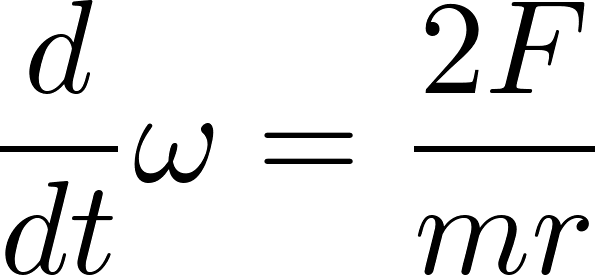 d/dt ω = 2F/mr